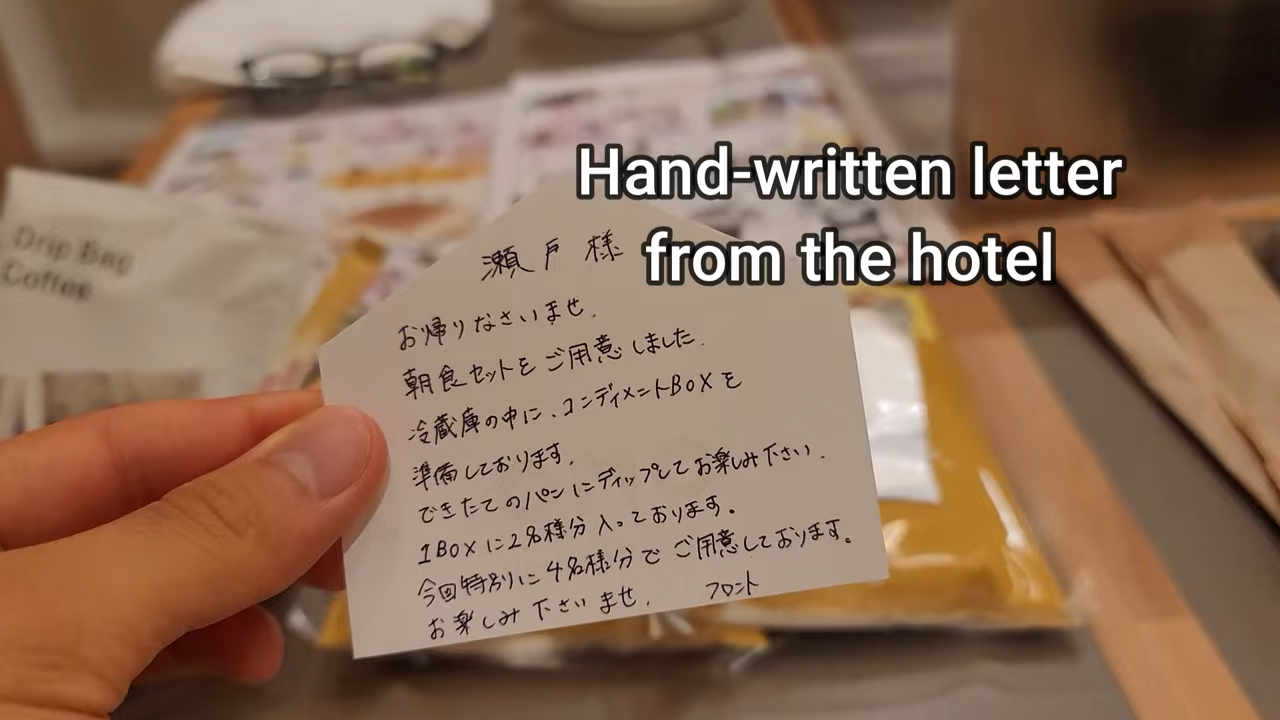 Hand-written letter
from the hotel
Drip Bag
Coffee
瀬戸様
お帰りなさいませ.
朝食セットをご用意しました.
冷蔵庫の中に、コンディメントBOXを
準備しております.
できたてのパンにディップしてお楽しみ下さい.
1BOXに2名様分入っております。
今回特別に4名様分でご用意しております。
お楽しみ下さいませ. フロント